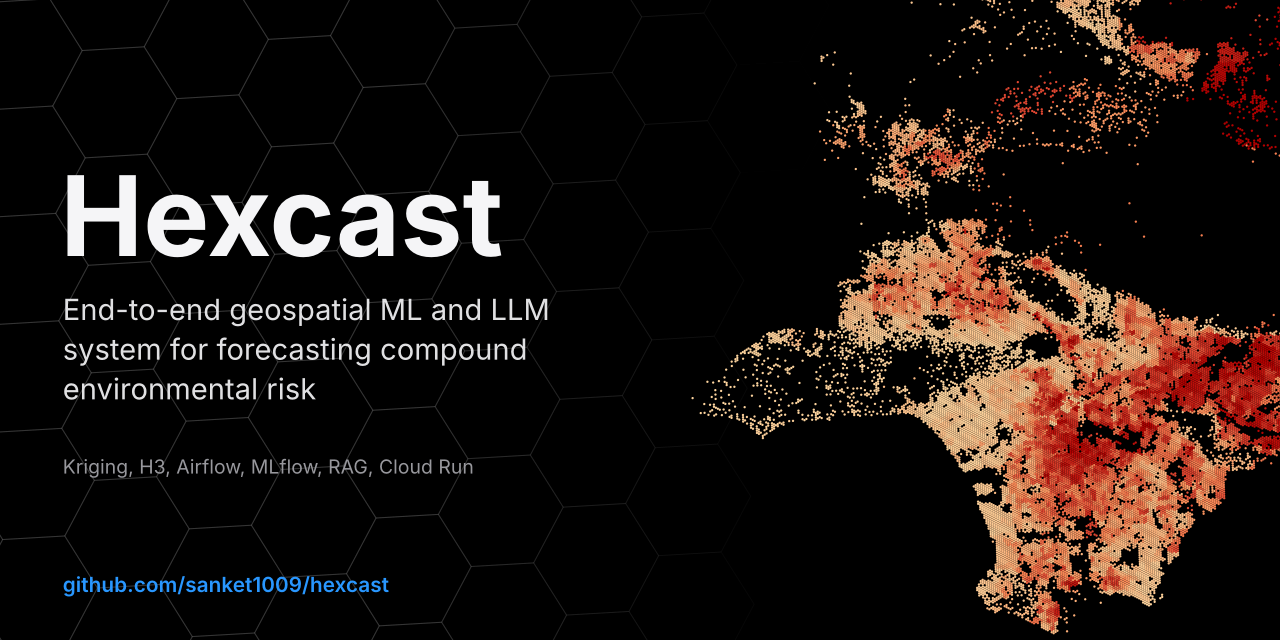 Hexcast
End-to-end geospatial ML and LLM
system for forecasting compound
environmental risk
Kriging, H3, Airflow, MLflow, RAG, Cloud Run
github.com/sanket1009/hexcast